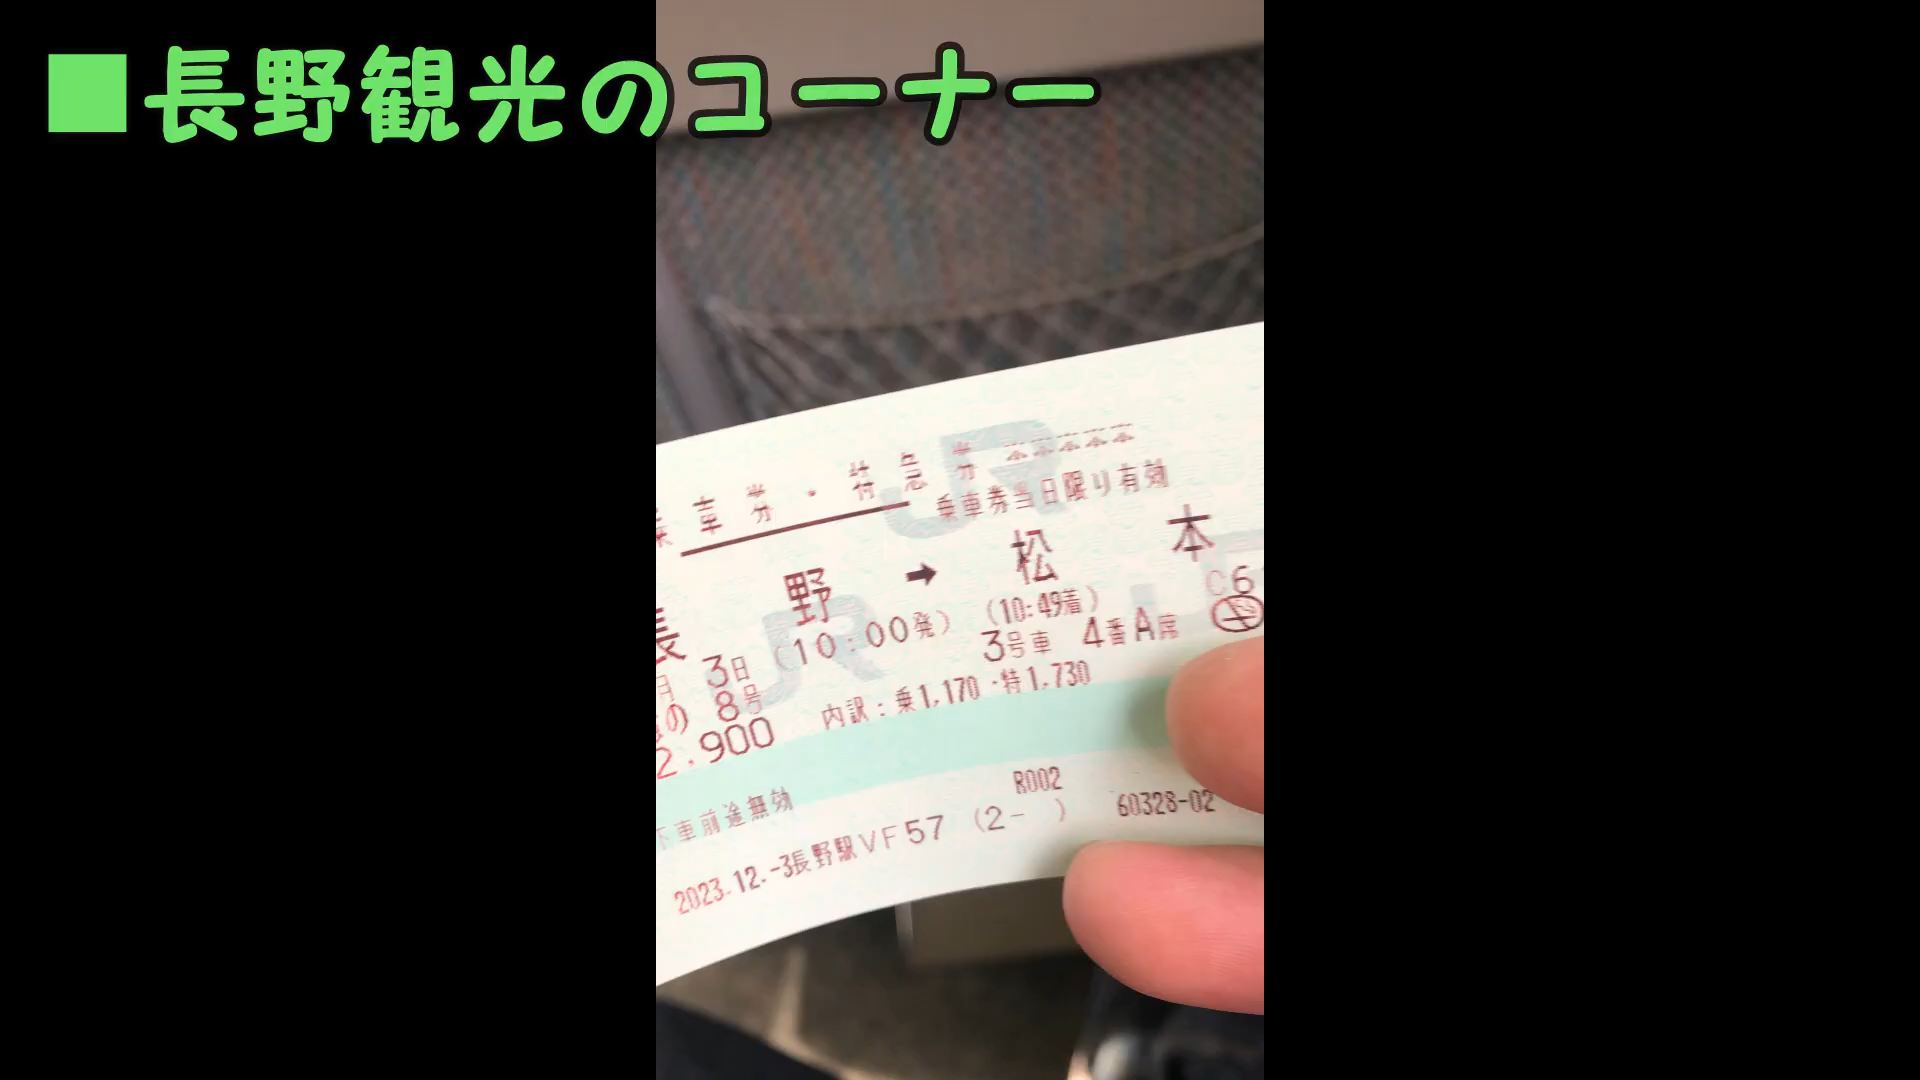 ■長野観光のコーナー
乗車券・特急券
乗車券当日限り有効
長 野 ➡ 松 本
(10:00発) (10:49着) C6
月 3日 3号車 4番A席
の 8号 内訳:乗1,170・特1,730
2,900
下車前途無効
R002
2023.12.-3長野駅VF57 (2- ) 60328-02